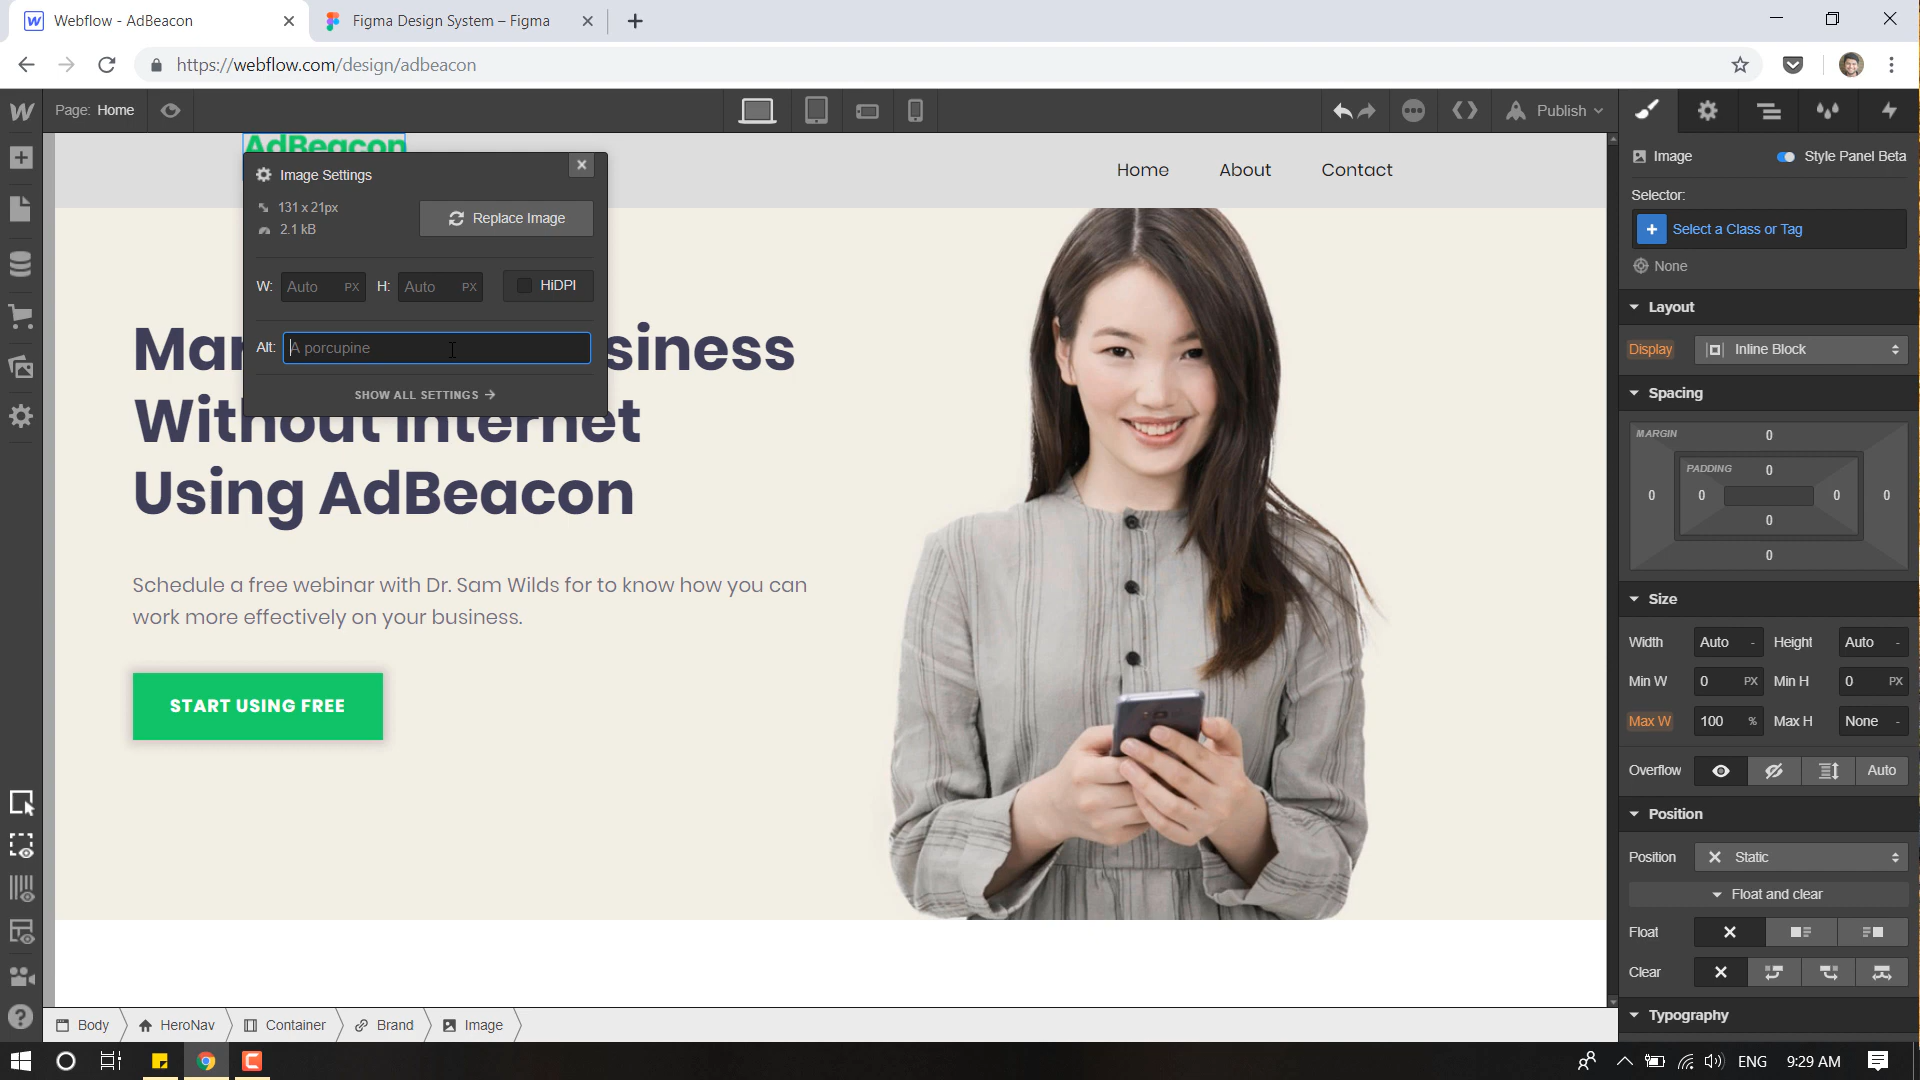 Webflow - AdBeacon
Figma Design System – Figma
https://webflow.com/design/adbeacon
Page: Home
Publish
AdBeacon
Home About Contact
Image Settings
131 x 21px
2.1 kB
Replace Image
W: Auto PX H: Auto PX HiDPI
Alt: A porcupine
SHOW ALL SETTINGS
Mar
siness
Without Internet
Using AdBeacon
Schedule a free webinar with Dr. Sam Wilds for to know how you can
work more effectively on your business.
START USING FREE
Image
Style Panel Beta
Selector:
Select a Class or Tag
None
Layout
Display Inline Block
Spacing
MARGIN 0
PADDING 0
0 0 0 0
0
0
Size
Width Auto - Height Auto -
Min W 0 PX Min H 0 PX
Max W 100 % Max H None -
Overflow Auto
Position
Position Static
Float and clear
Float
Clear
Typography
Body HeroNav Container Brand Image
ENG 9:29 AM